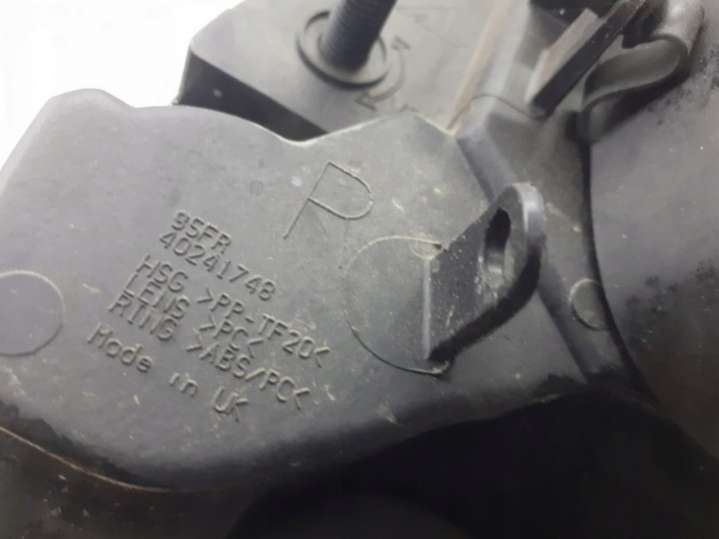 R
95FR
40241748
HSG >PP-TF20<
LENS >PC<
RING >ABS/PC<
Made in UK